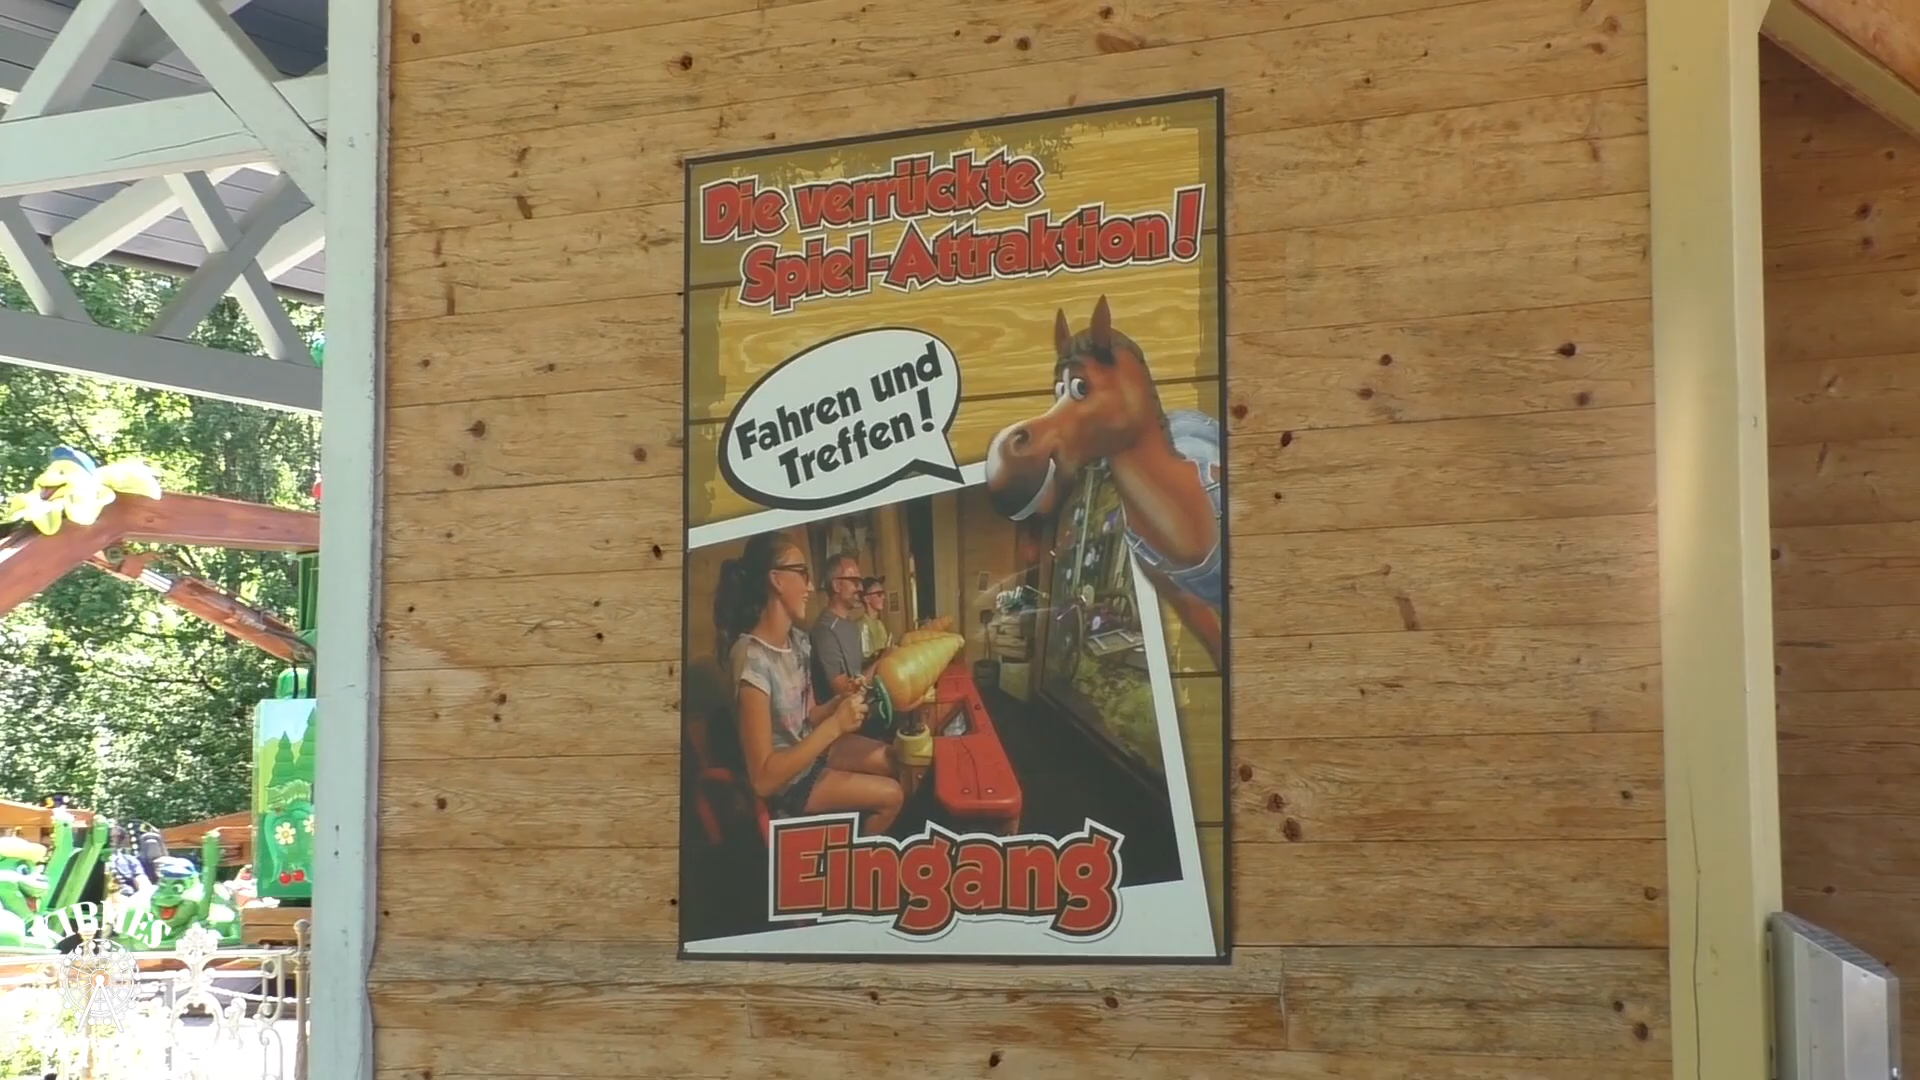 Die verrückte
Spiel-Attraktion!
Fahren und
Treffen!
Eingang